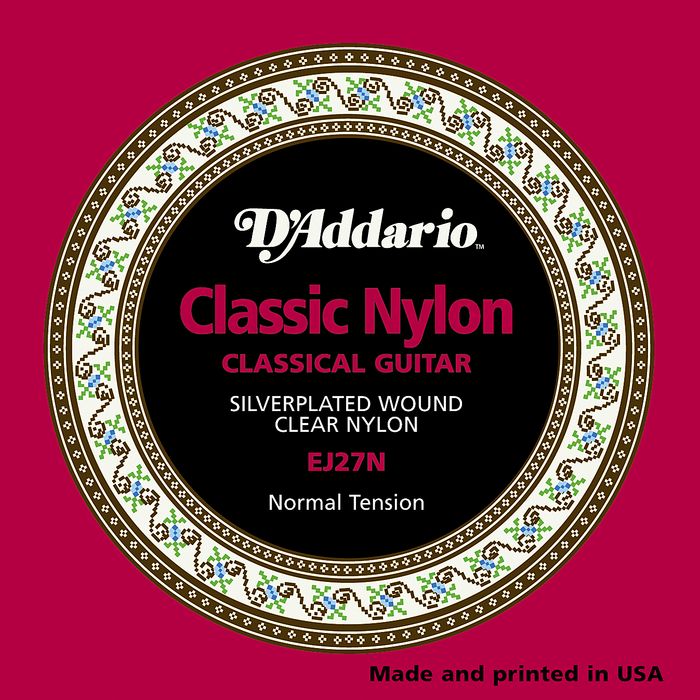 D'Addario™
Classic Nylon
CLASSICAL GUITAR
SILVERPLATED WOUND
CLEAR NYLON
EJ27N
Normal Tension
Made and printed in USA